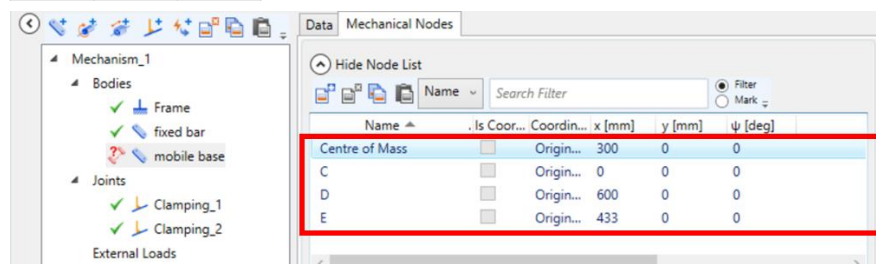 Data Mechanical Nodes
Mechanism_1
Bodies
Frame
fixed bar
mobile base
Joints
Clamping_1
Clamping_2
External Loads
Hide Node List
Name Search Filter Filter
Mark
Name . Is Coor... Coordin... x [mm] y [mm] ψ [deg]
Centre of Mass Origin... 300 0 0
C Origin... 0 0 0
D Origin... 600 0 0
E Origin... 433 0 0